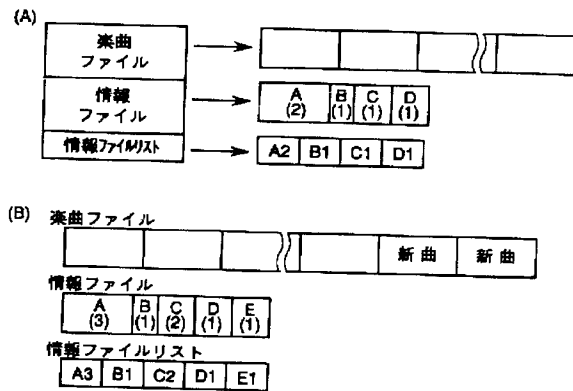 (A)
楽曲
ファイル
情報
ファイル
A B C D
(2) (1) (1) (1)
情報ファイルリスト
A2 B1 C1 D1
(B)
楽曲ファイル
新曲 新曲
情報ファイル
A B C D E
(3) (1) (2) (1) (1)
情報ファイルリスト
A3 B1 C2 D1 E1